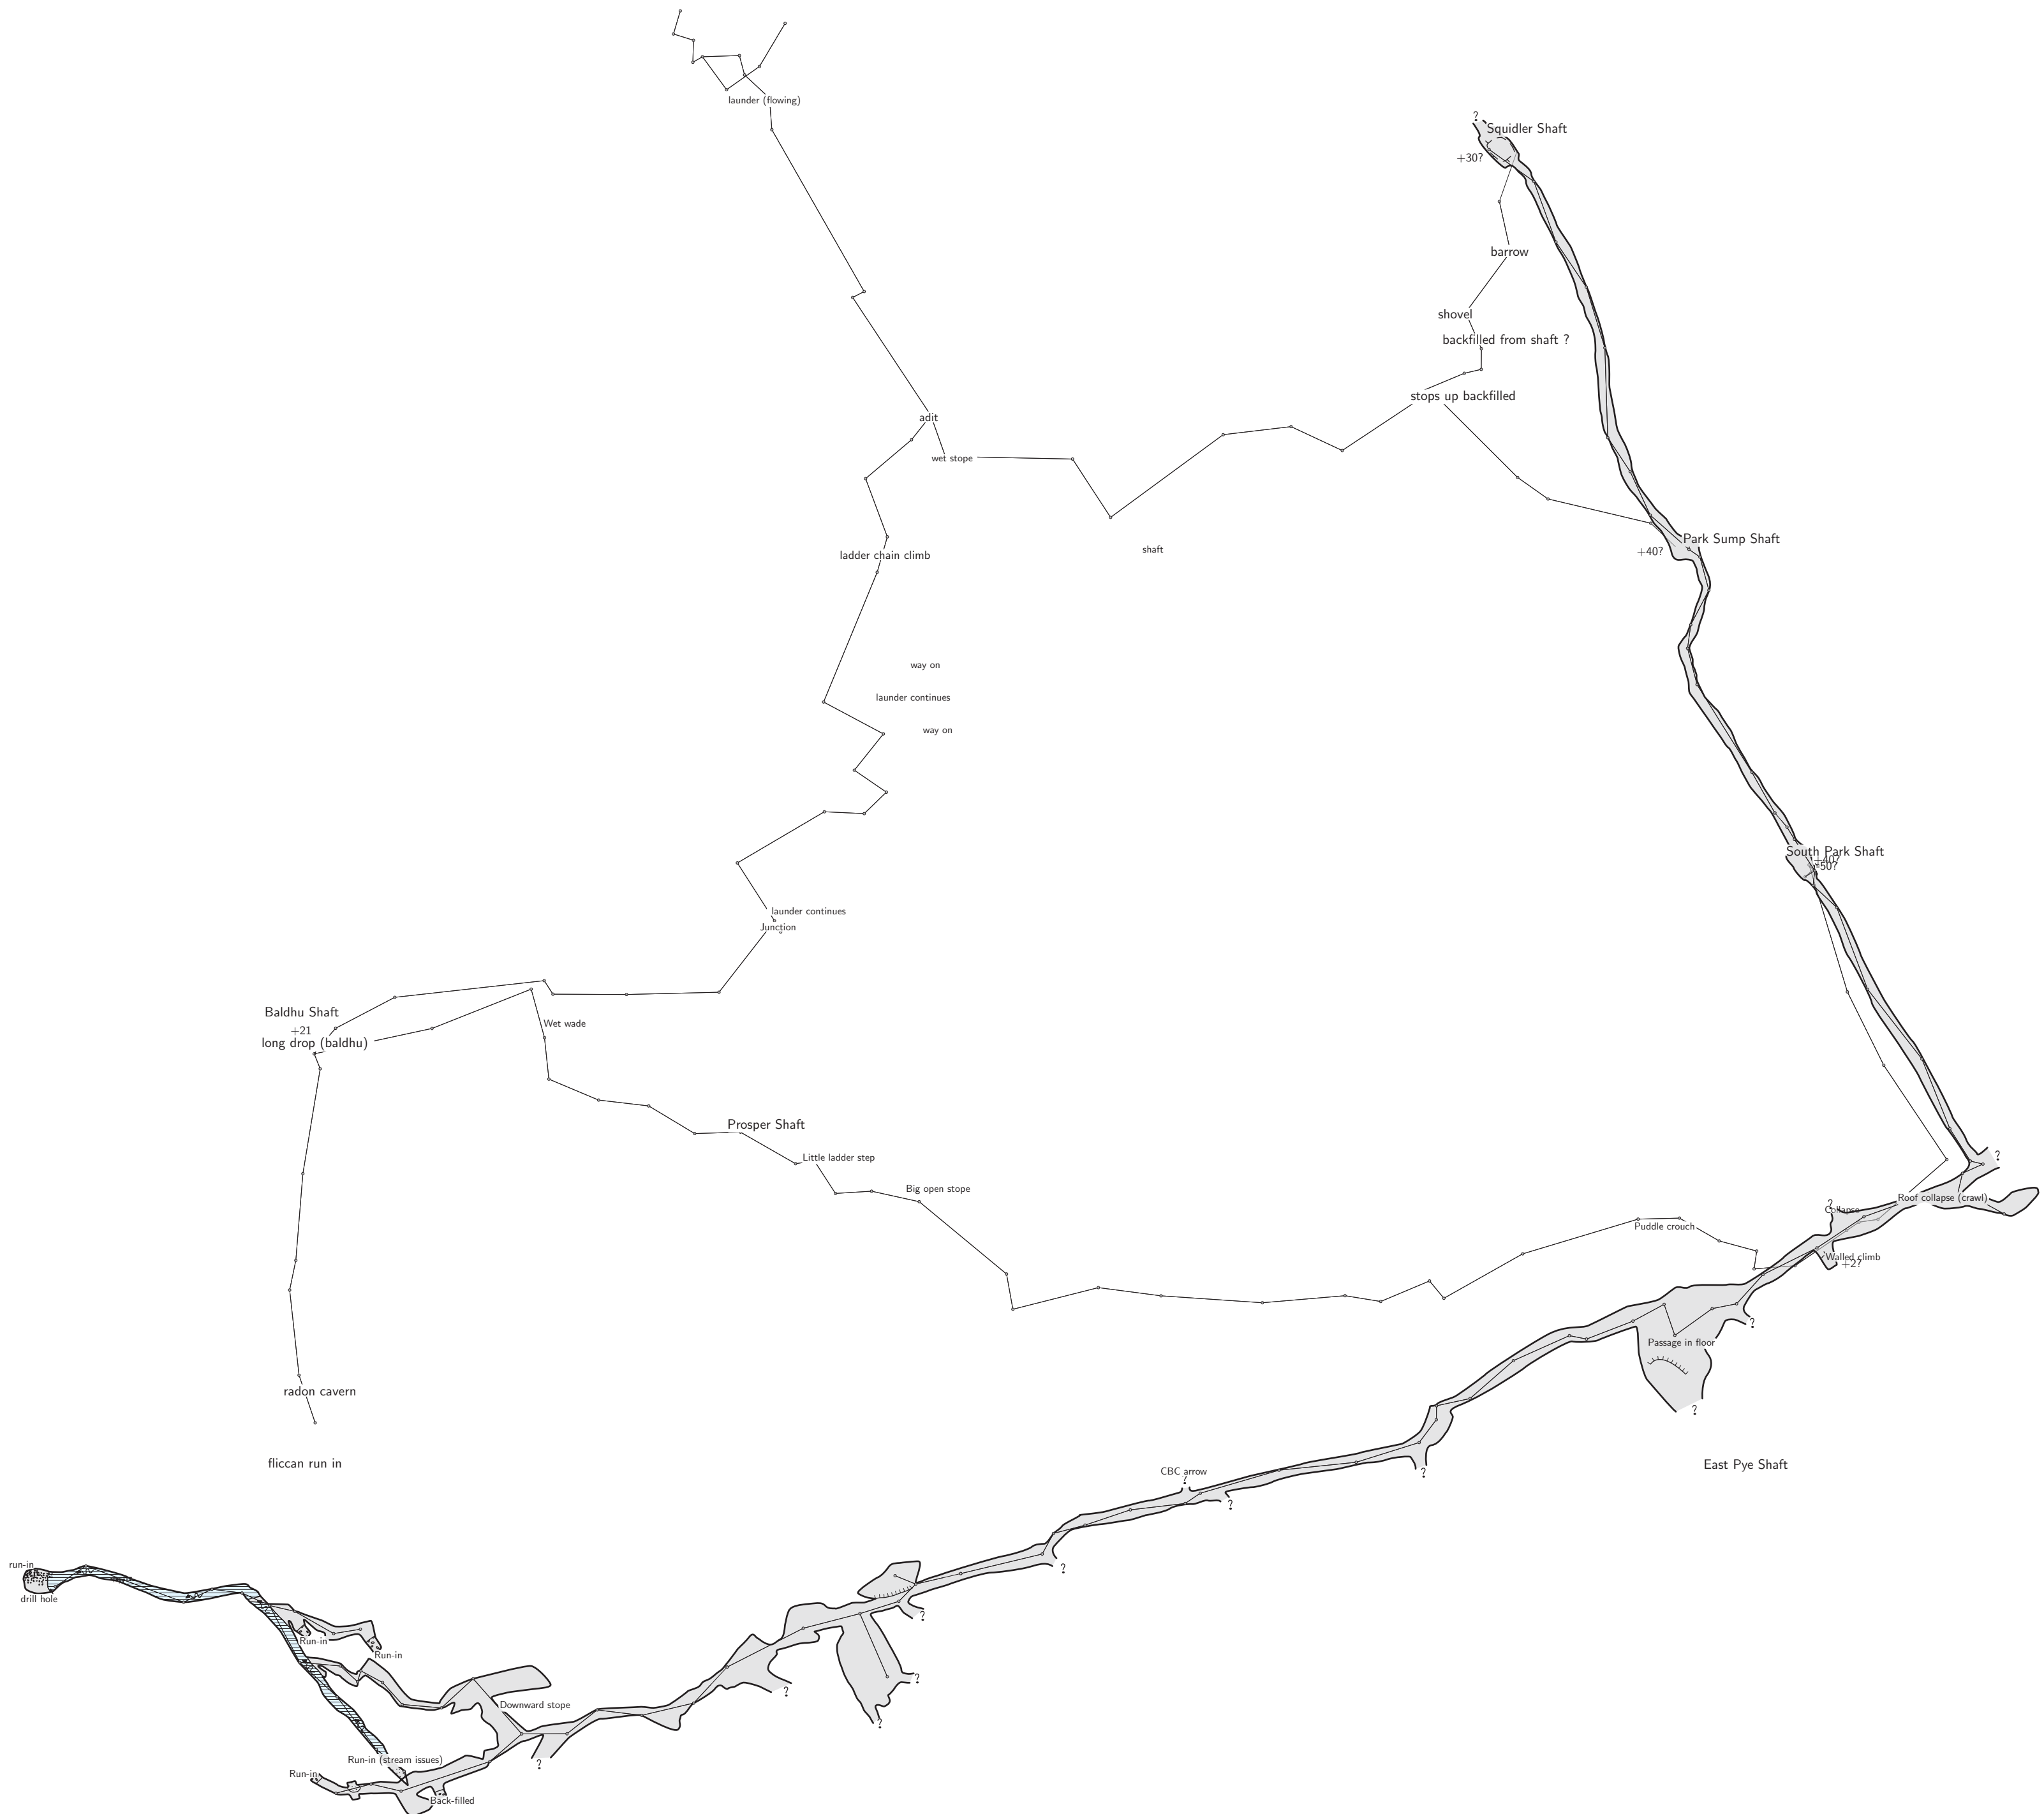 launder (flowing)
?
Squidler Shaft
+30?
barrow
shovel
backfilled from shaft ?
stops up backfilled
adit
wet stope
Park Sump Shaft
+40?
shaft
ladder chain climb
way on
launder continues
way on
South Park Shaft
+40?
-50?
launder continues
Junction
Baldhu Shaft
+21
long drop (baldhu)
Wet wade
Prosper Shaft
Little ladder step
Big open stope
?
Roof collapse (crawl)
?
Collapse
Puddle crouch
Walled climb
+2?
?
Passage in floor
?
radon cavern
fliccan run in
East Pye Shaft
CBC arrow
?
?
?
?
run-in
drill hole
?
Run-in
Run-in
?
?
Downward stope
?
?
Run-in (stream issues)
Run-in
Back-filled